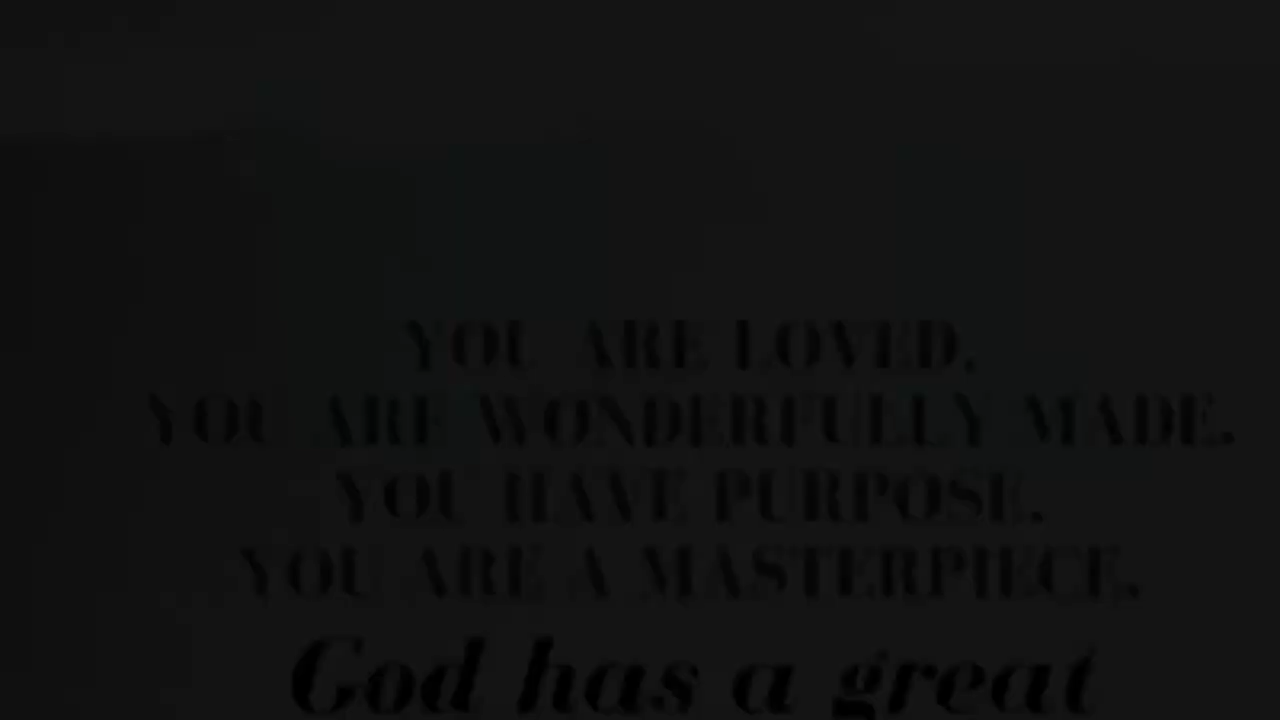 YOU ARE LOVED.
YOU ARE WONDERFULLY MADE.
YOU HAVE PURPOSE.
YOU ARE A MASTERPIECE.
God has a great